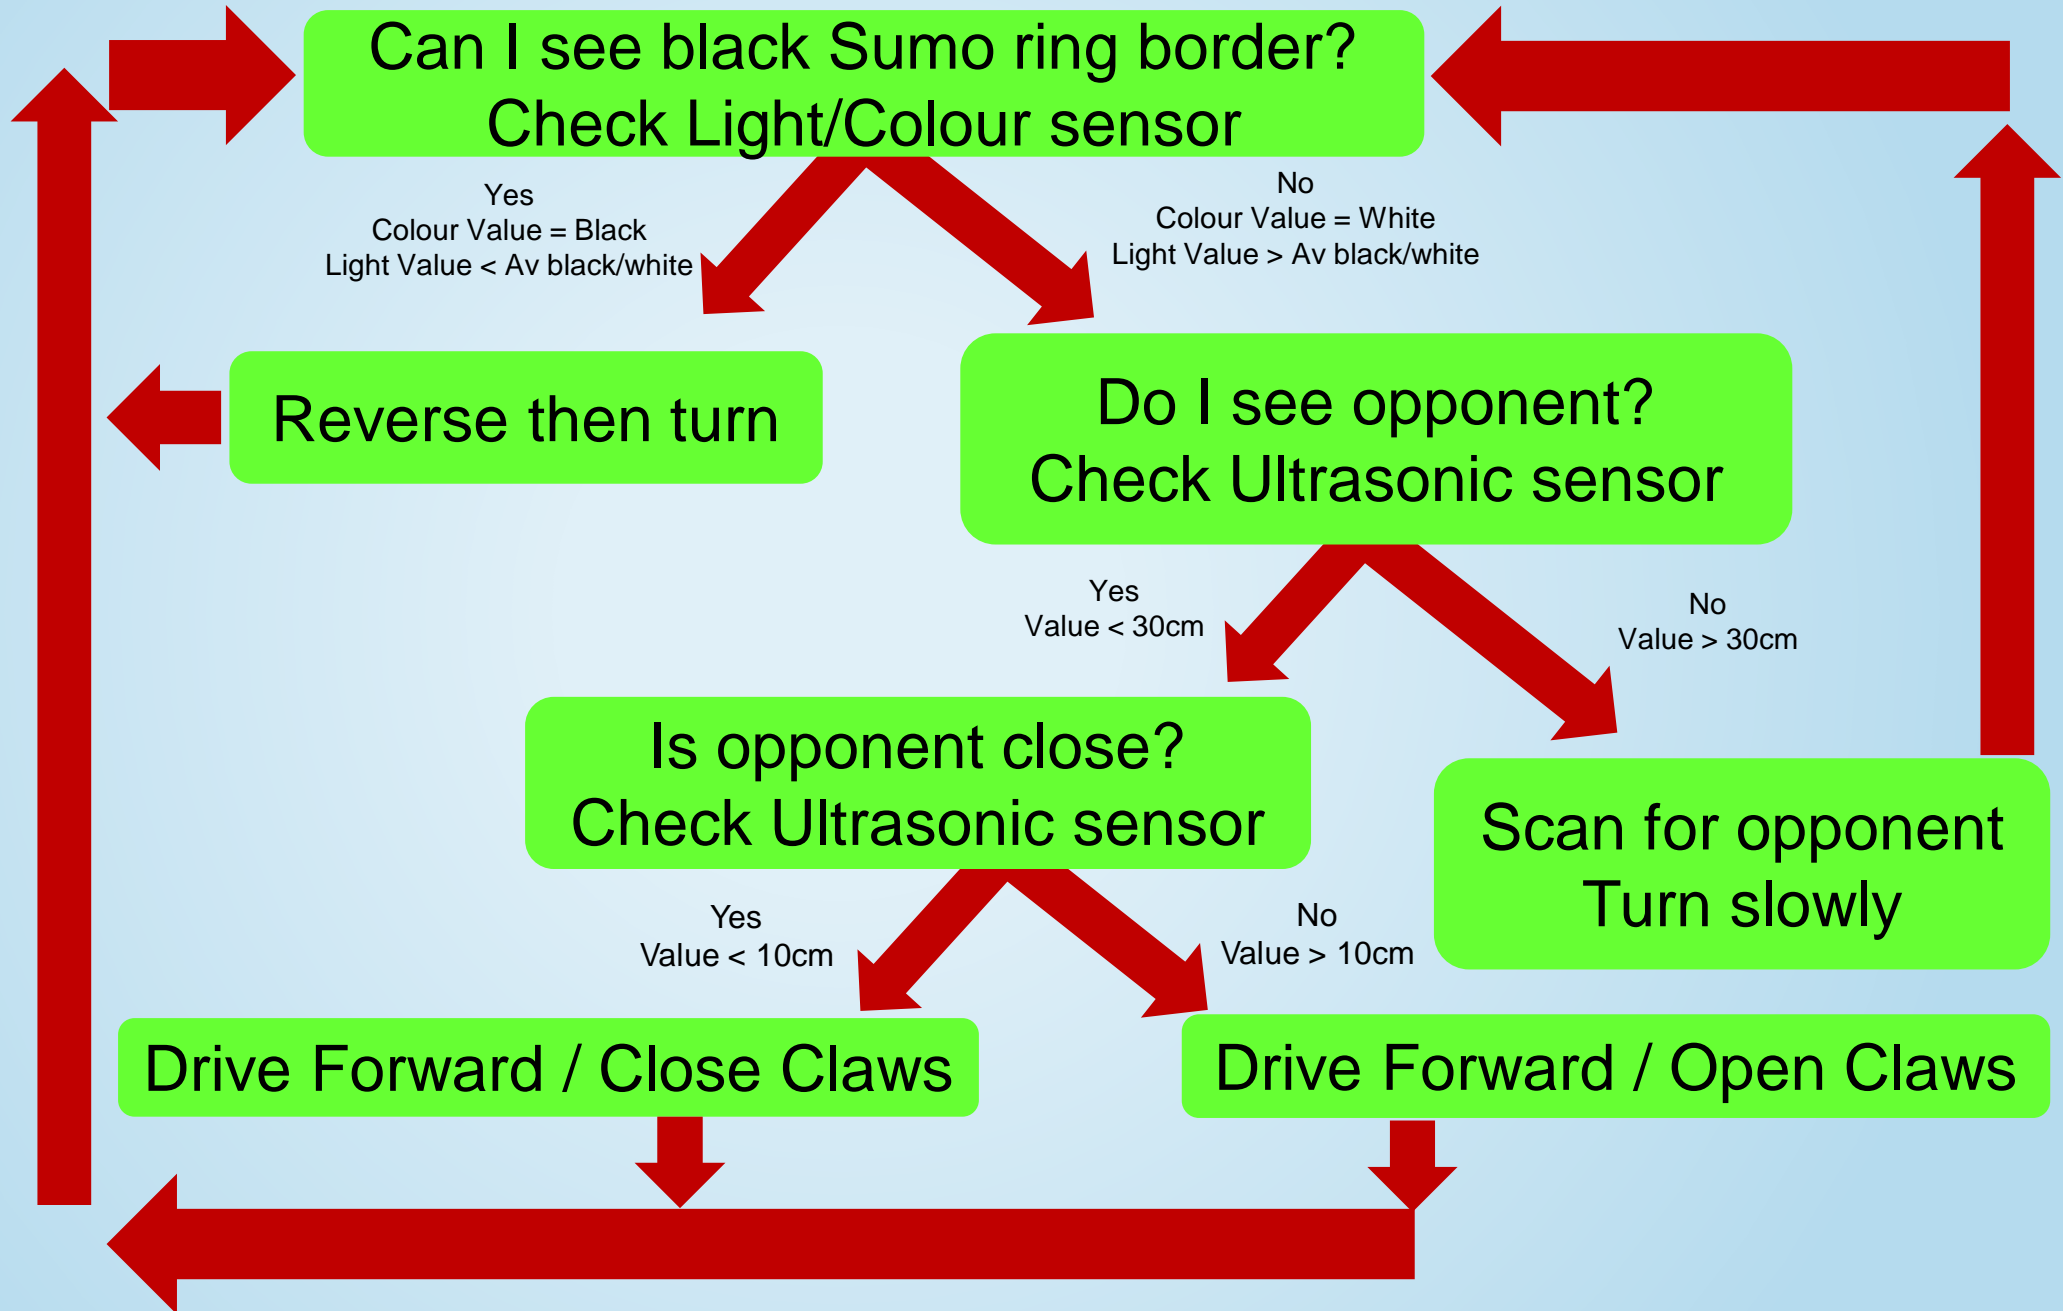 Can I see black Sumo ring border?
Check Light/Colour sensor
Yes
Colour Value = Black
Light Value < Av black/white
No
Colour Value = White
Light Value > Av black/white
Reverse then turn
Do I see opponent?
Check Ultrasonic sensor
Yes
Value < 30cm
No
Value > 30cm
Is opponent close?
Check Ultrasonic sensor
Scan for opponent
Turn slowly
Yes
Value < 10cm
No
Value > 10cm
Drive Forward / Close Claws
Drive Forward / Open Claws